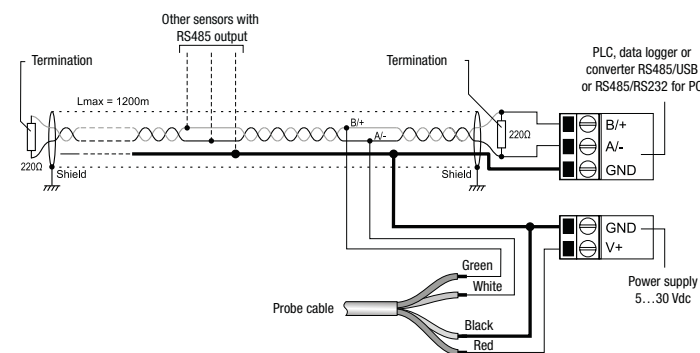 Other sensors with
RS485 output
Termination
Termination
PLC, data logger or
converter RS485/USB
or RS485/RS232 for PC
Lmax = 1200m
B/+
A/-
220Ω
220Ω
Shield
Shield
B/+
A/-
GND
GND
V+
Power supply
5…30 Vdc
Probe cable
Green
White
Black
Red